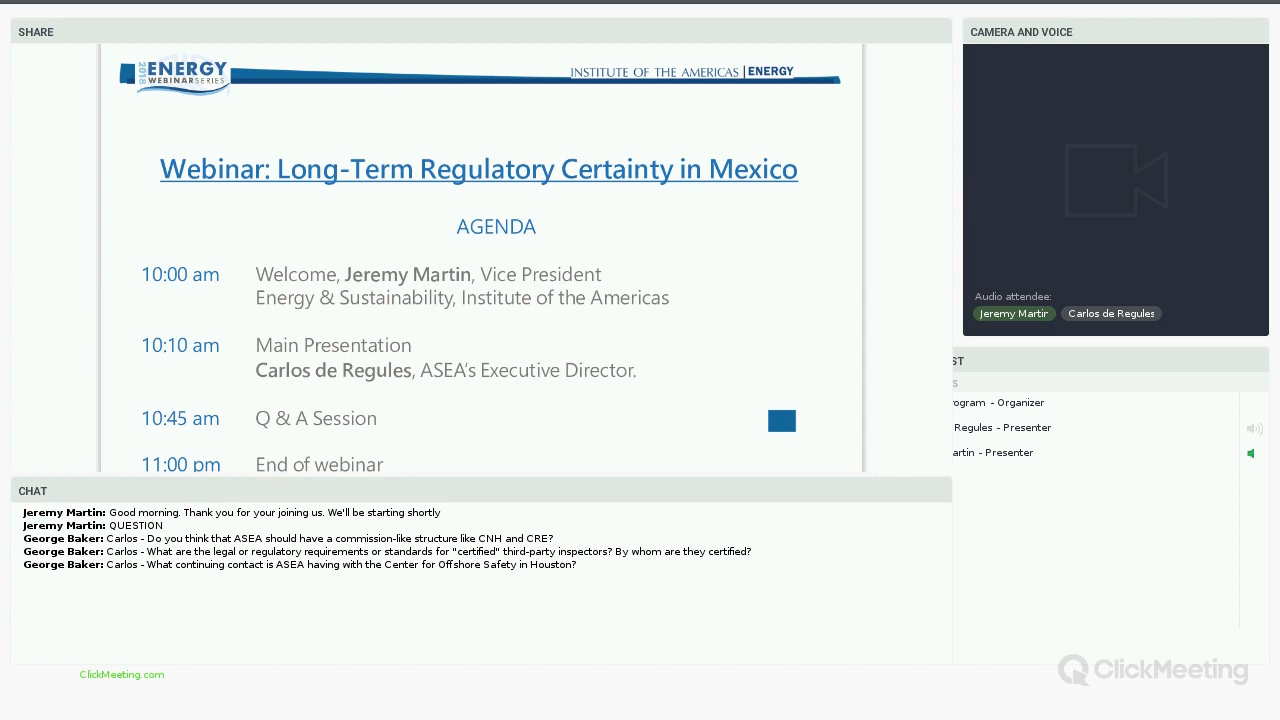 SHARE
2018 ENERGY
WEBINAR SERIES
INSTITUTE OF THE AMERICAS | ENERGY
Webinar: Long-Term Regulatory Certainty in Mexico
AGENDA
10:00 am Welcome, Jeremy Martin, Vice President
Energy & Sustainability, Institute of the Americas
10:10 am Main Presentation
Carlos de Regules, ASEA's Executive Director.
10:45 am Q & A Session
11:00 pm End of webinar
CAMERA AND VOICE
Audio attendee:
Jeremy Martin Carlos de Regules
ST
S
rogram - Organizer
Regules - Presenter
artin - Presenter
CHAT
Jeremy Martin: Good morning. Thank you for your joining us. We'll be starting shortly
Jeremy Martin: QUESTION
George Baker: Carlos - Do you think that ASEA should have a commission-like structure like CNH and CRE?
George Baker: Carlos - What are the legal or regulatory requirements or standards for "certified" third-party inspectors? By whom are they certified?
George Baker: Carlos - What continuing contact is ASEA having with the Center for Offshore Safety in Houston?
ClickMeeting.com
ClickMeeting